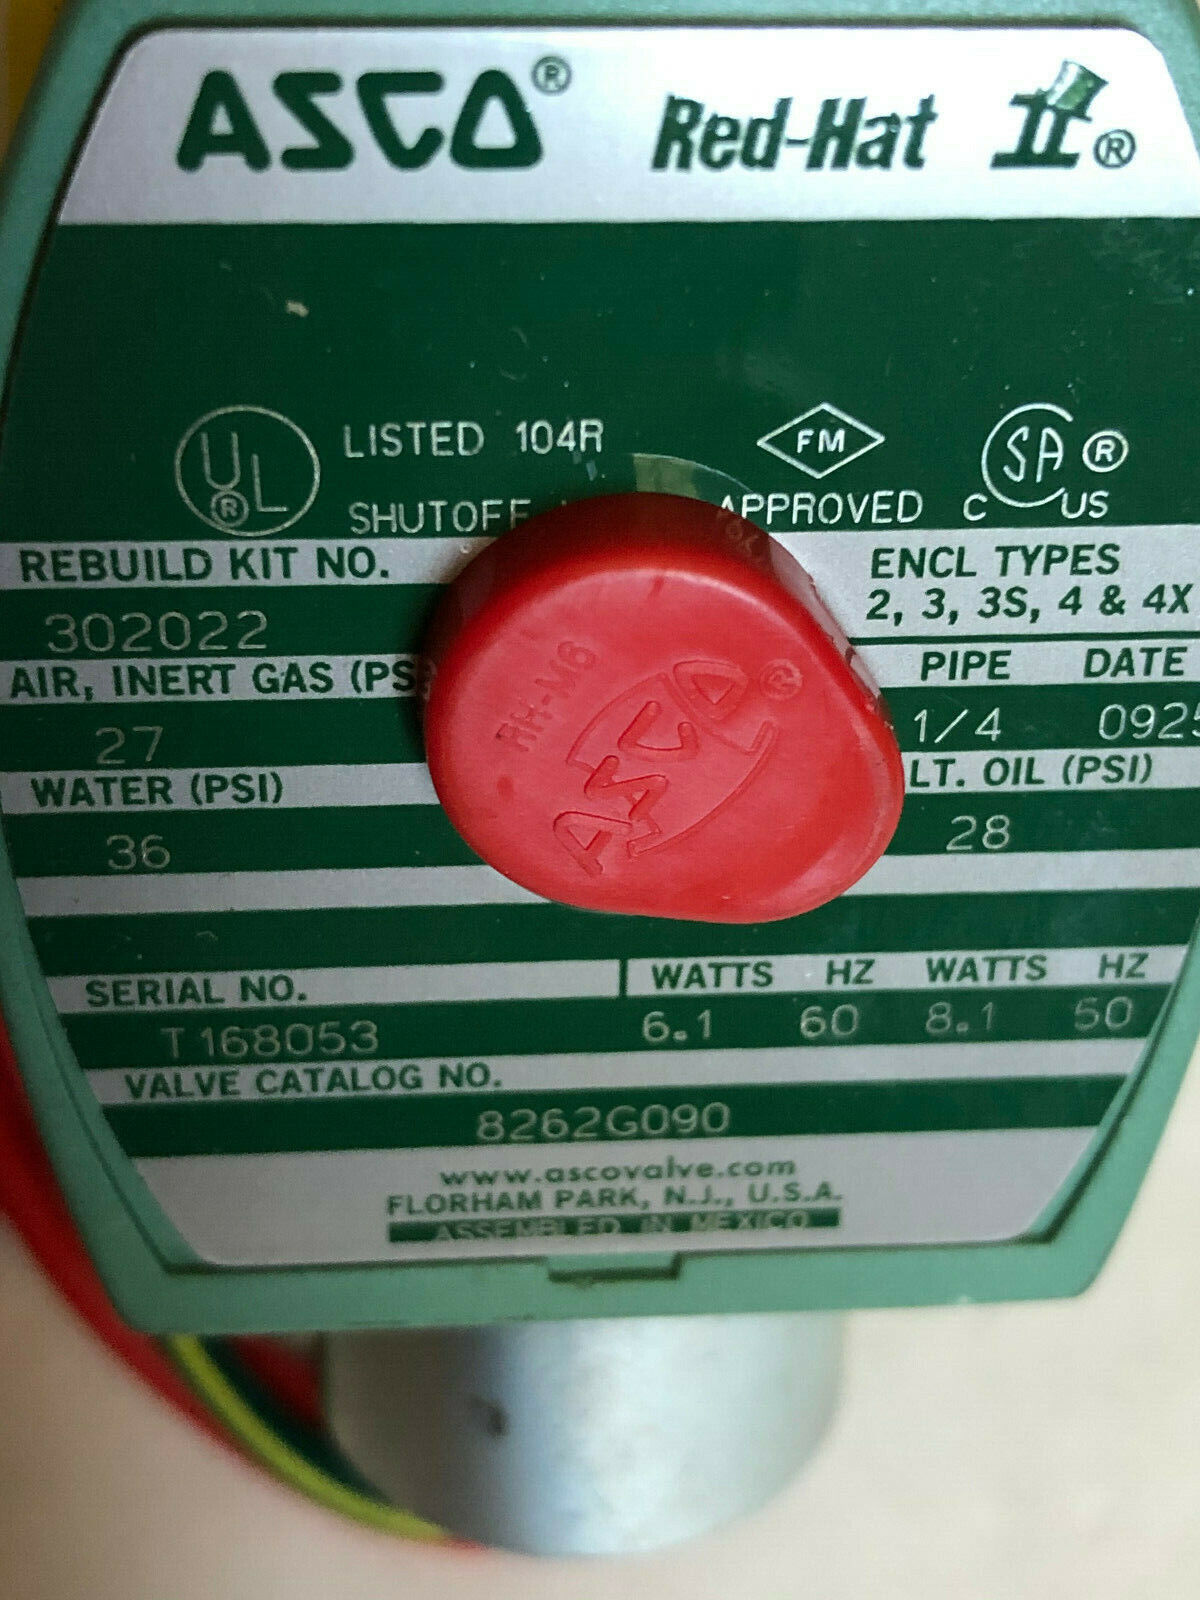 ASCO® Red-Hat II®
UL® LISTED 104R
FM
SA®
SHUTOFF
APPROVED C US
REBUILD KIT NO.
302022
ENCL TYPES
2, 3, 3S, 4 & 4X
AIR, INERT GAS (PS
PIPE DATE
27
1/4 0925
WATER (PSI)
LT. OIL (PSI)
36
28
RH-M6
ASCO®
SERIAL NO. WATTS HZ WATTS HZ
T168053 6.1 60 8.1 50
VALVE CATALOG NO.
8262G090
www.ascovalve.com
FLORHAM PARK, N.J., U.S.A.
ASSEMBLED IN MEXICO